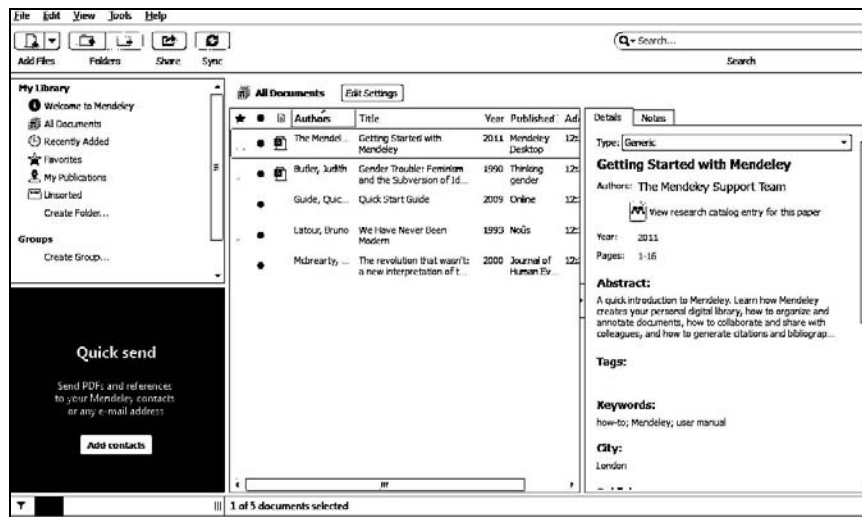 File Edit View Tools Help
Search...
Add Files Folders Share Sync Search
My Library
Welcome to Mendeley
All Documents
Recently Added
Favorites
My Publications
Unsorted
Create Folder...
Groups
Create Group...
Quick send
Send PDFs and references
to your Mendeley contacts
or any e-mail address
Add contacts
All Documents Edit Settings
Authors Title Year Published
The Mendel... Getting Started with 2011 Mendeley
Mendeley Desktop
Butler, Judith Gender Trouble: Feminism 1990 Thinking
and the Subversion of Id... gender
Guide, Quic... Quick Start Guide 2009 Online
Latour, Bruno We Have Never Been 1993 Noûs
Modern
Mcbrearty, ... The revolution that wasn't: 2000 Journal of
a new interpretation of t... Human Ev...
Details Notes
Type: Generic
Getting Started with Mendeley
Authors: The Mendeley Support Team
View research catalog entry for this paper
Year: 2011
Pages: 1-16
Abstract:
A quick introduction to Mendeley. Learn how Mendeley
creates your personal digital library, how to organize and
annotate documents, how to collaborate and share with
colleagues, and how to generate citations and bibliograp...
Tags:
Keywords:
how-to; Mendeley; user manual
City:
London
1 of 5 documents selected